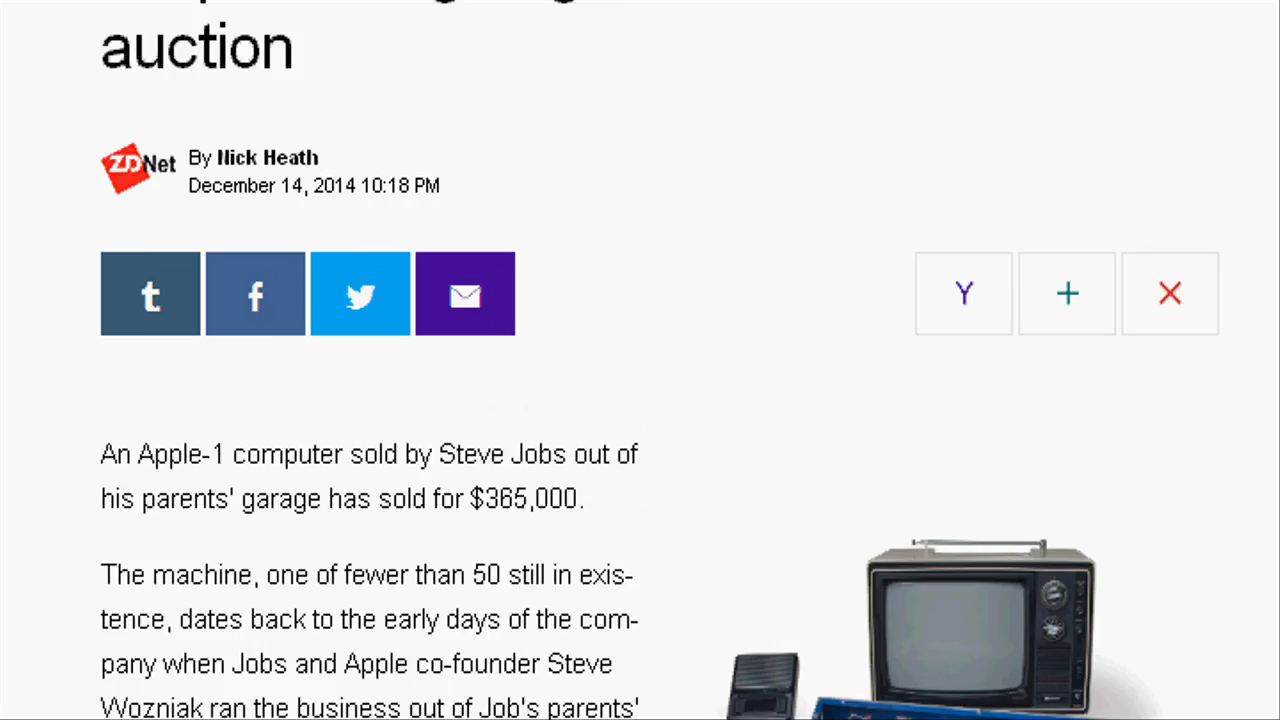 auction
ZDNet
By Nick Heath
December 14, 2014 10:18 PM
An Apple-1 computer sold by Steve Jobs out of
his parents' garage has sold for $365,000.
The machine, one of fewer than 50 still in exis-
tence, dates back to the early days of the com-
pany when Jobs and Apple co-founder Steve
Wozniak ran the business out of Job's parents'